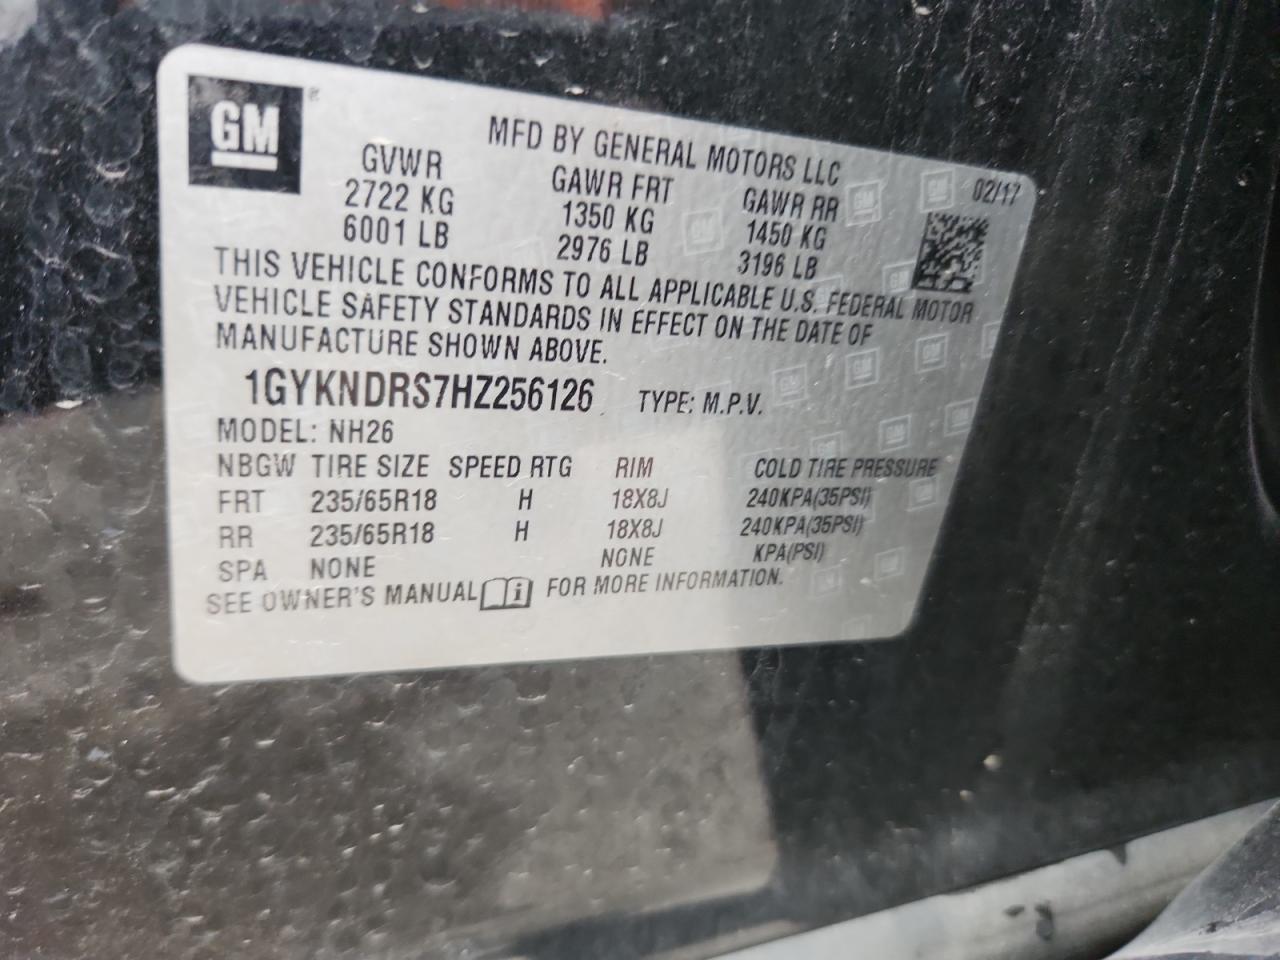 GM®
MFD BY GENERAL MOTORS LLC
02/17
GVWR GAWR FRT GAWR RR
2722 KG 1350 KG 1450 KG
6001 LB 2976 LB 3196 LB
THIS VEHICLE CONFORMS TO ALL APPLICABLE U.S. FEDERAL MOTOR
VEHICLE SAFETY STANDARDS IN EFFECT ON THE DATE OF
MANUFACTURE SHOWN ABOVE.
1GYKNDRS7HZ256126 TYPE: M.P.V.
MODEL: NH26
NBGW TIRE SIZE SPEED RTG RIM COLD TIRE PRESSURE
FRT 235/65R18 H 18X8J 240KPA(35PSI)
RR 235/65R18 H 18X8J 240KPA(35PSI)
SPA NONE NONE KPA(PSI)
SEE OWNER'S MANUAL i FOR MORE INFORMATION.